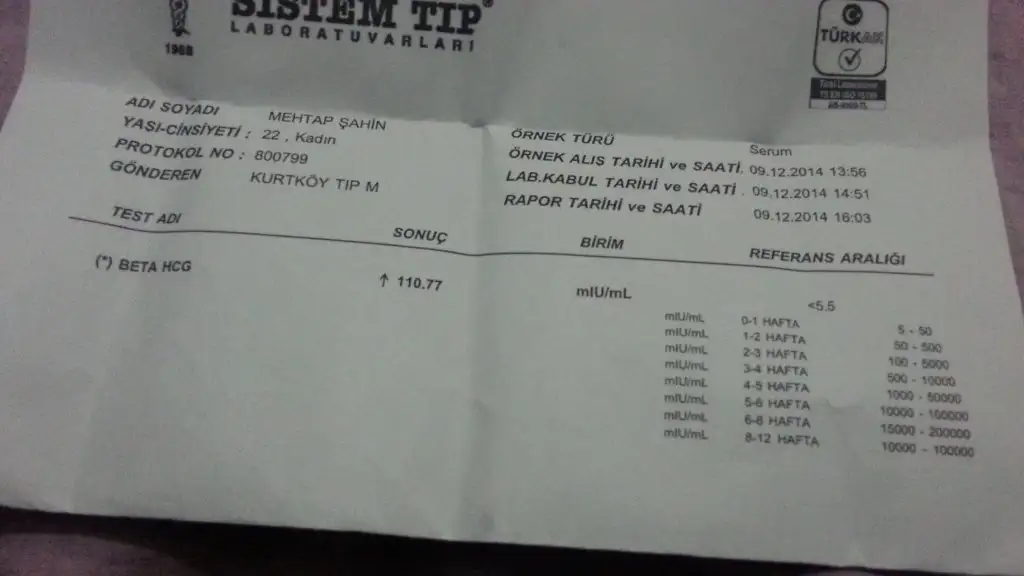 SİSTEM TIP®
LABORATUVARLARI
1988
TÜRKAK
ADI SOYADI MEHTAP ŞAHİN
YAŞI-CİNSİYETİ : 22 , Kadın
PROTOKOL NO : 800799
GÖNDEREN KURTKÖY TIP M
ÖRNEK TÜRÜ Serum
ÖRNEK ALIŞ TARİHİ ve SAATİ. 09.12.2014 13:56
LAB.KABUL TARİHİ ve SAATİ . 09.12.2014 14:51
RAPOR TARİHİ ve SAATİ 09.12.2014 16:03
TEST ADI SONUÇ BİRİM REFERANS ARALIĞI
(*) BETA HCG ↑ 110.77 mIU/mL <5.5
mIU/mL 0-1 HAFTA 5 - 50
mIU/mL 1-2 HAFTA 50 - 500
mIU/mL 2-3 HAFTA 100 - 5000
mIU/mL 3-4 HAFTA 500 - 10000
mIU/mL 4-5 HAFTA 1000 - 50000
mIU/mL 5-6 HAFTA 10000 - 100000
mIU/mL 6-8 HAFTA 15000 - 200000
mIU/mL 8-12 HAFTA 10000 - 100000